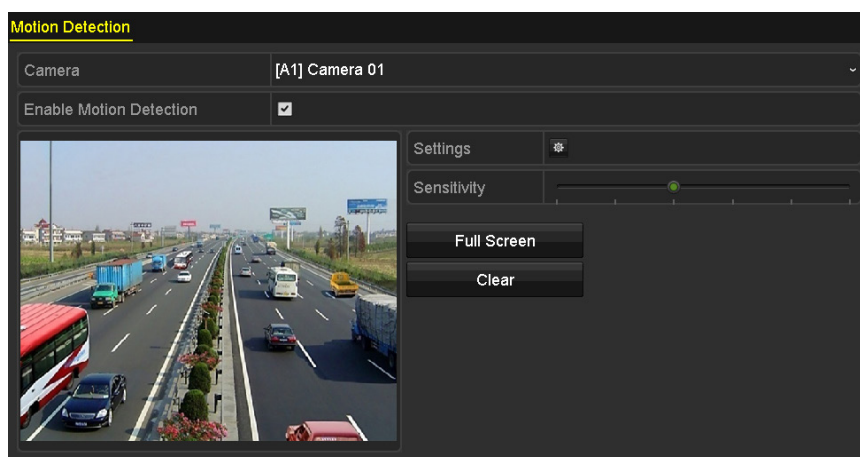 Motion Detection
Camera [A1] Camera 01
Enable Motion Detection
Settings
Sensitivity
Full Screen
Clear